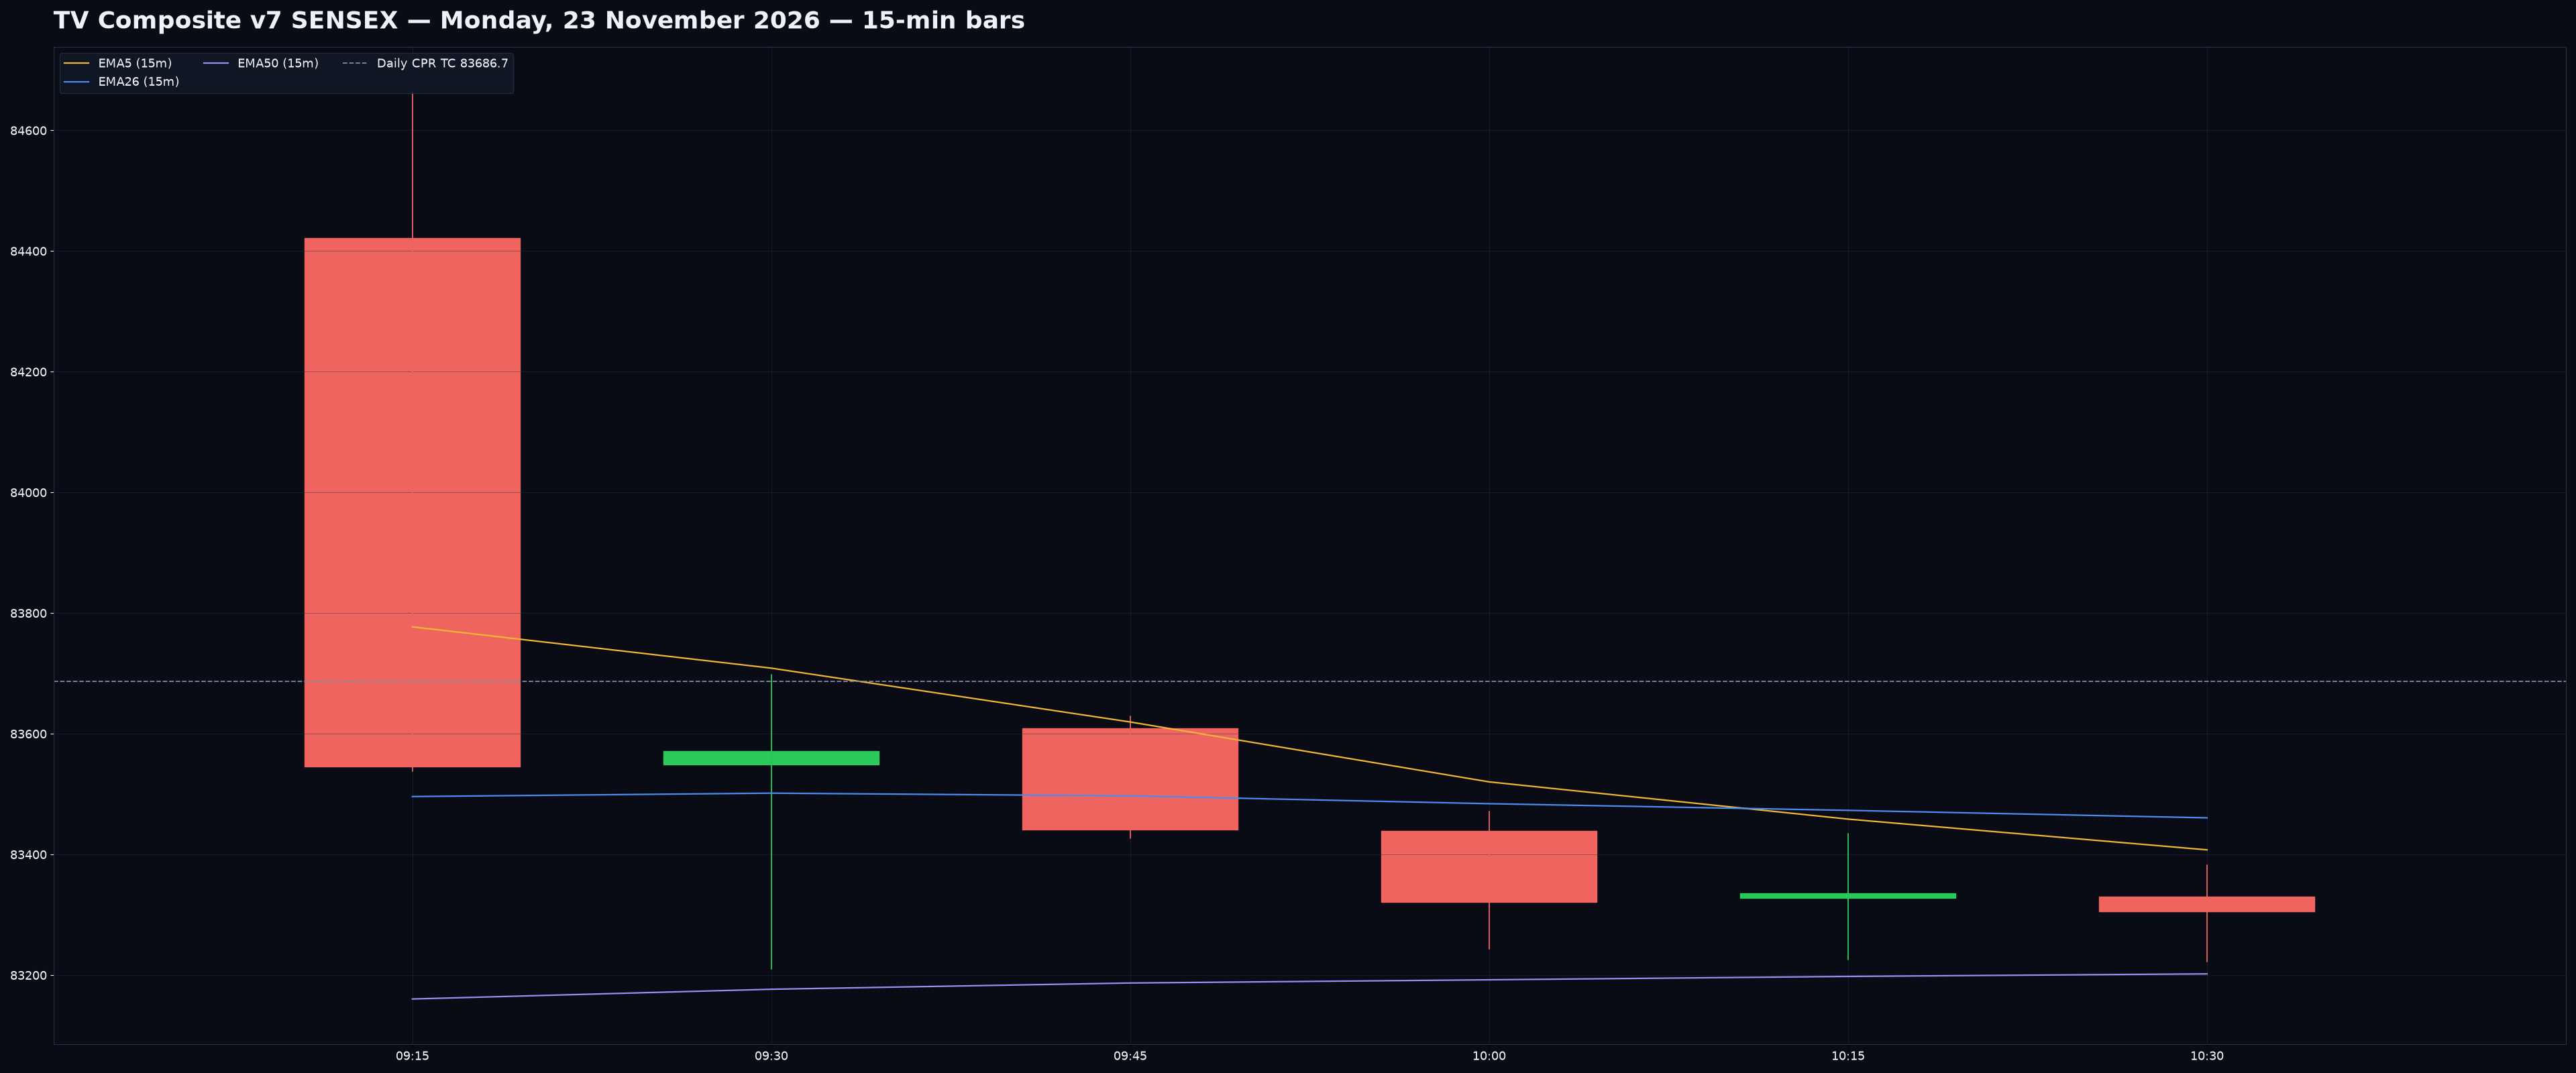 TV Composite v7 SENSEX — Monday, 23 November 2026 — 15-min bars
EMA5 (15m) EMA50 (15m) Daily CPR TC 83686.7
EMA26 (15m)
84600
84400
84200
84000
83800
83600
83400
83200
09:15 09:30 09:45 10:00 10:15 10:30